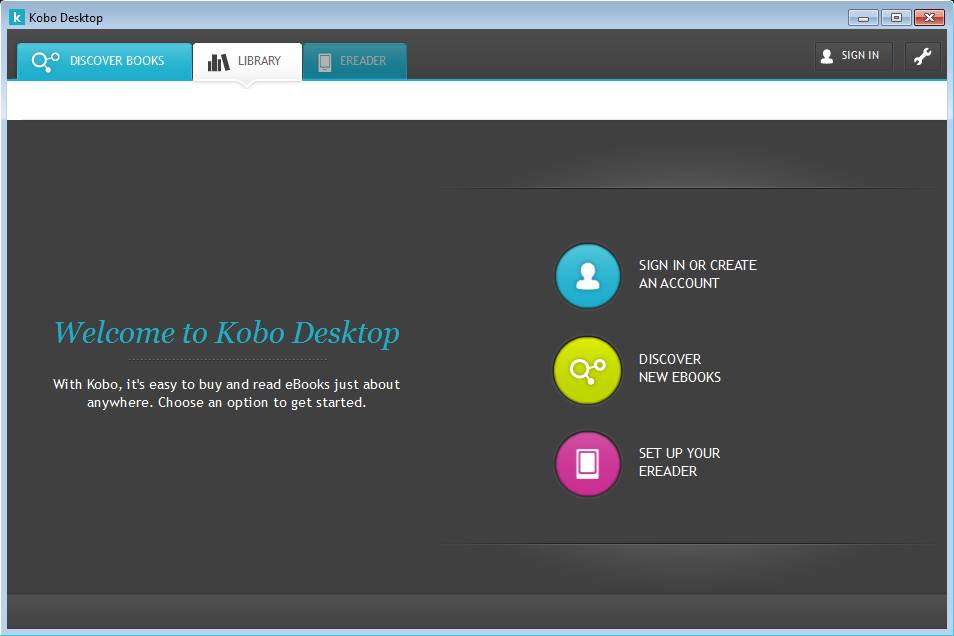 k Kobo Desktop
DISCOVER BOOKS
LIBRARY
EREADER
SIGN IN
Welcome to Kobo Desktop
With Kobo, it's easy to buy and read eBooks just about
anywhere. Choose an option to get started.
SIGN IN OR CREATE
AN ACCOUNT
DISCOVER
NEW EBOOKS
SET UP YOUR
EREADER